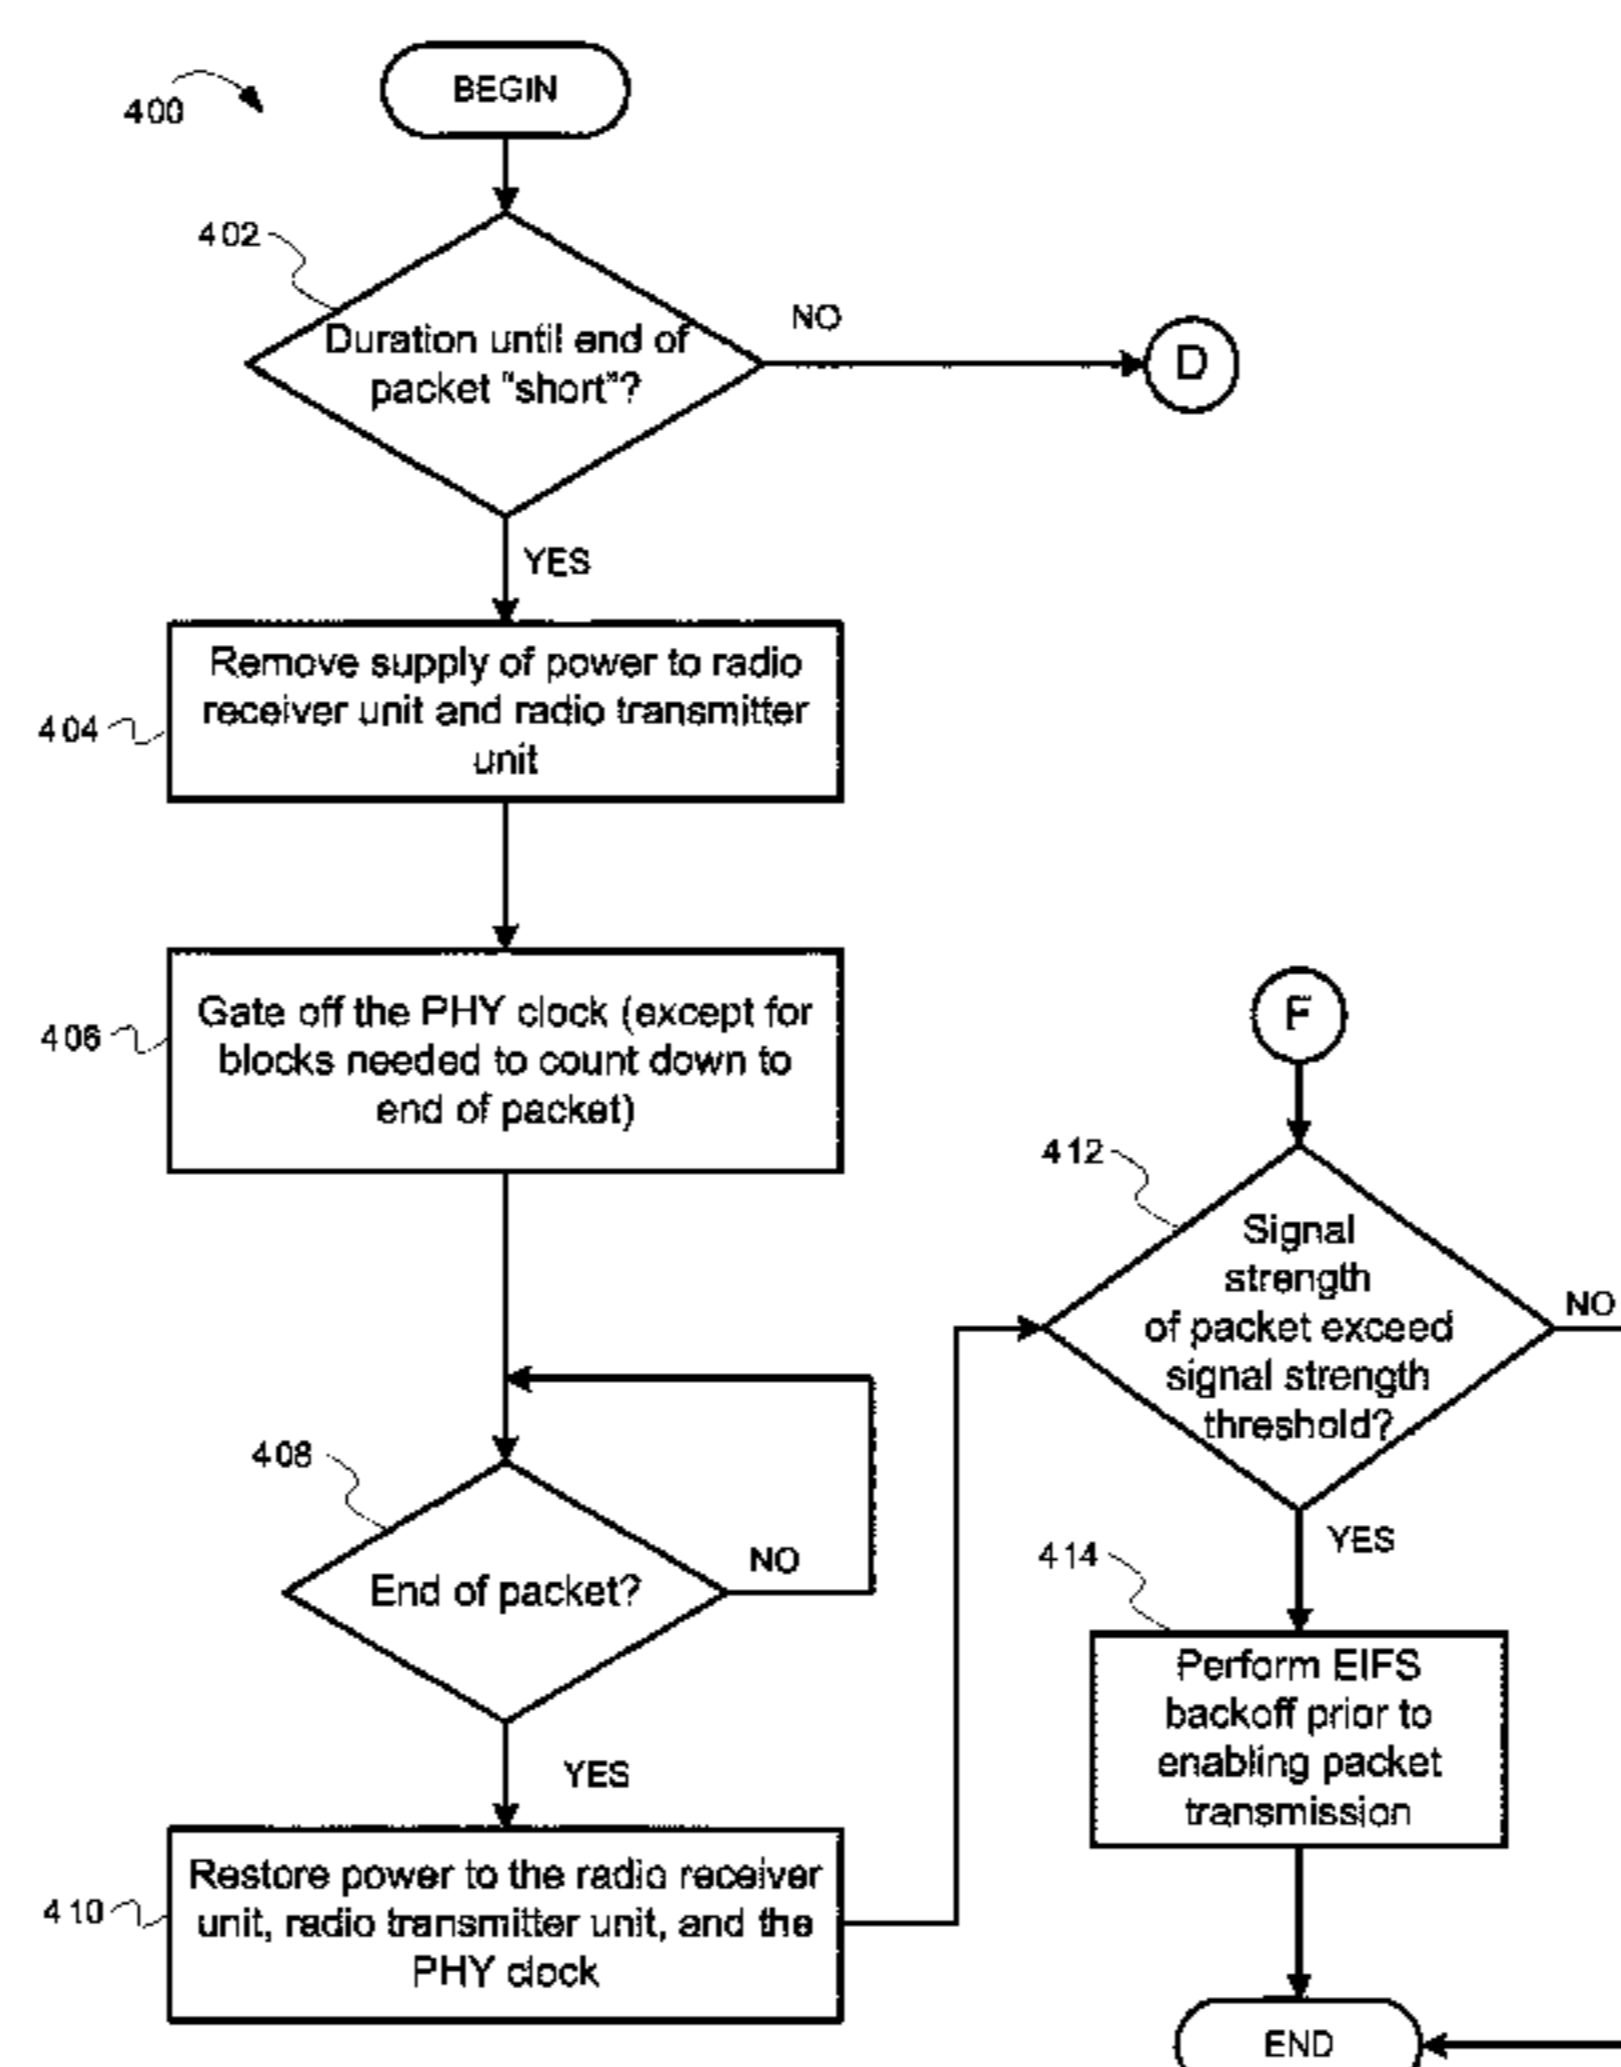 400
BEGIN
402
Duration until end of
packet "short"?
NO
D
YES
404
Remove supply of power to radio
receiver unit and radio transmitter
unit
406
Gate off the PHY clock (except for
blocks needed to count down to
end of packet)
408
End of packet?
NO
YES
410
Restore power to the radio receiver
unit, radio transmitter unit, and the
PHY clock
F
412
Signal
strength
of packet exceed
signal strength
threshold?
NO
YES
414
Perform EIFS
backoff prior to
enabling packet
transmission
END